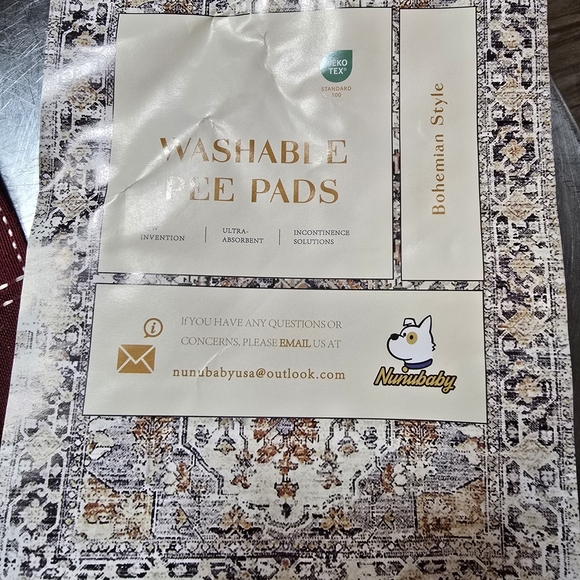 OEKO
TEX®
STANDARD
100
WASHABLE
PEE PADS
INVENTION
ULTRA-
ABSORBENT
INCONTINENCE
SOLUTIONS
Bohemian Style
i
If YOU HAVE ANY QUESTIONS OR
CONCERNS, PLEASE EMAIL US AT
nunubabyusa@outlook.com
Nunubaby